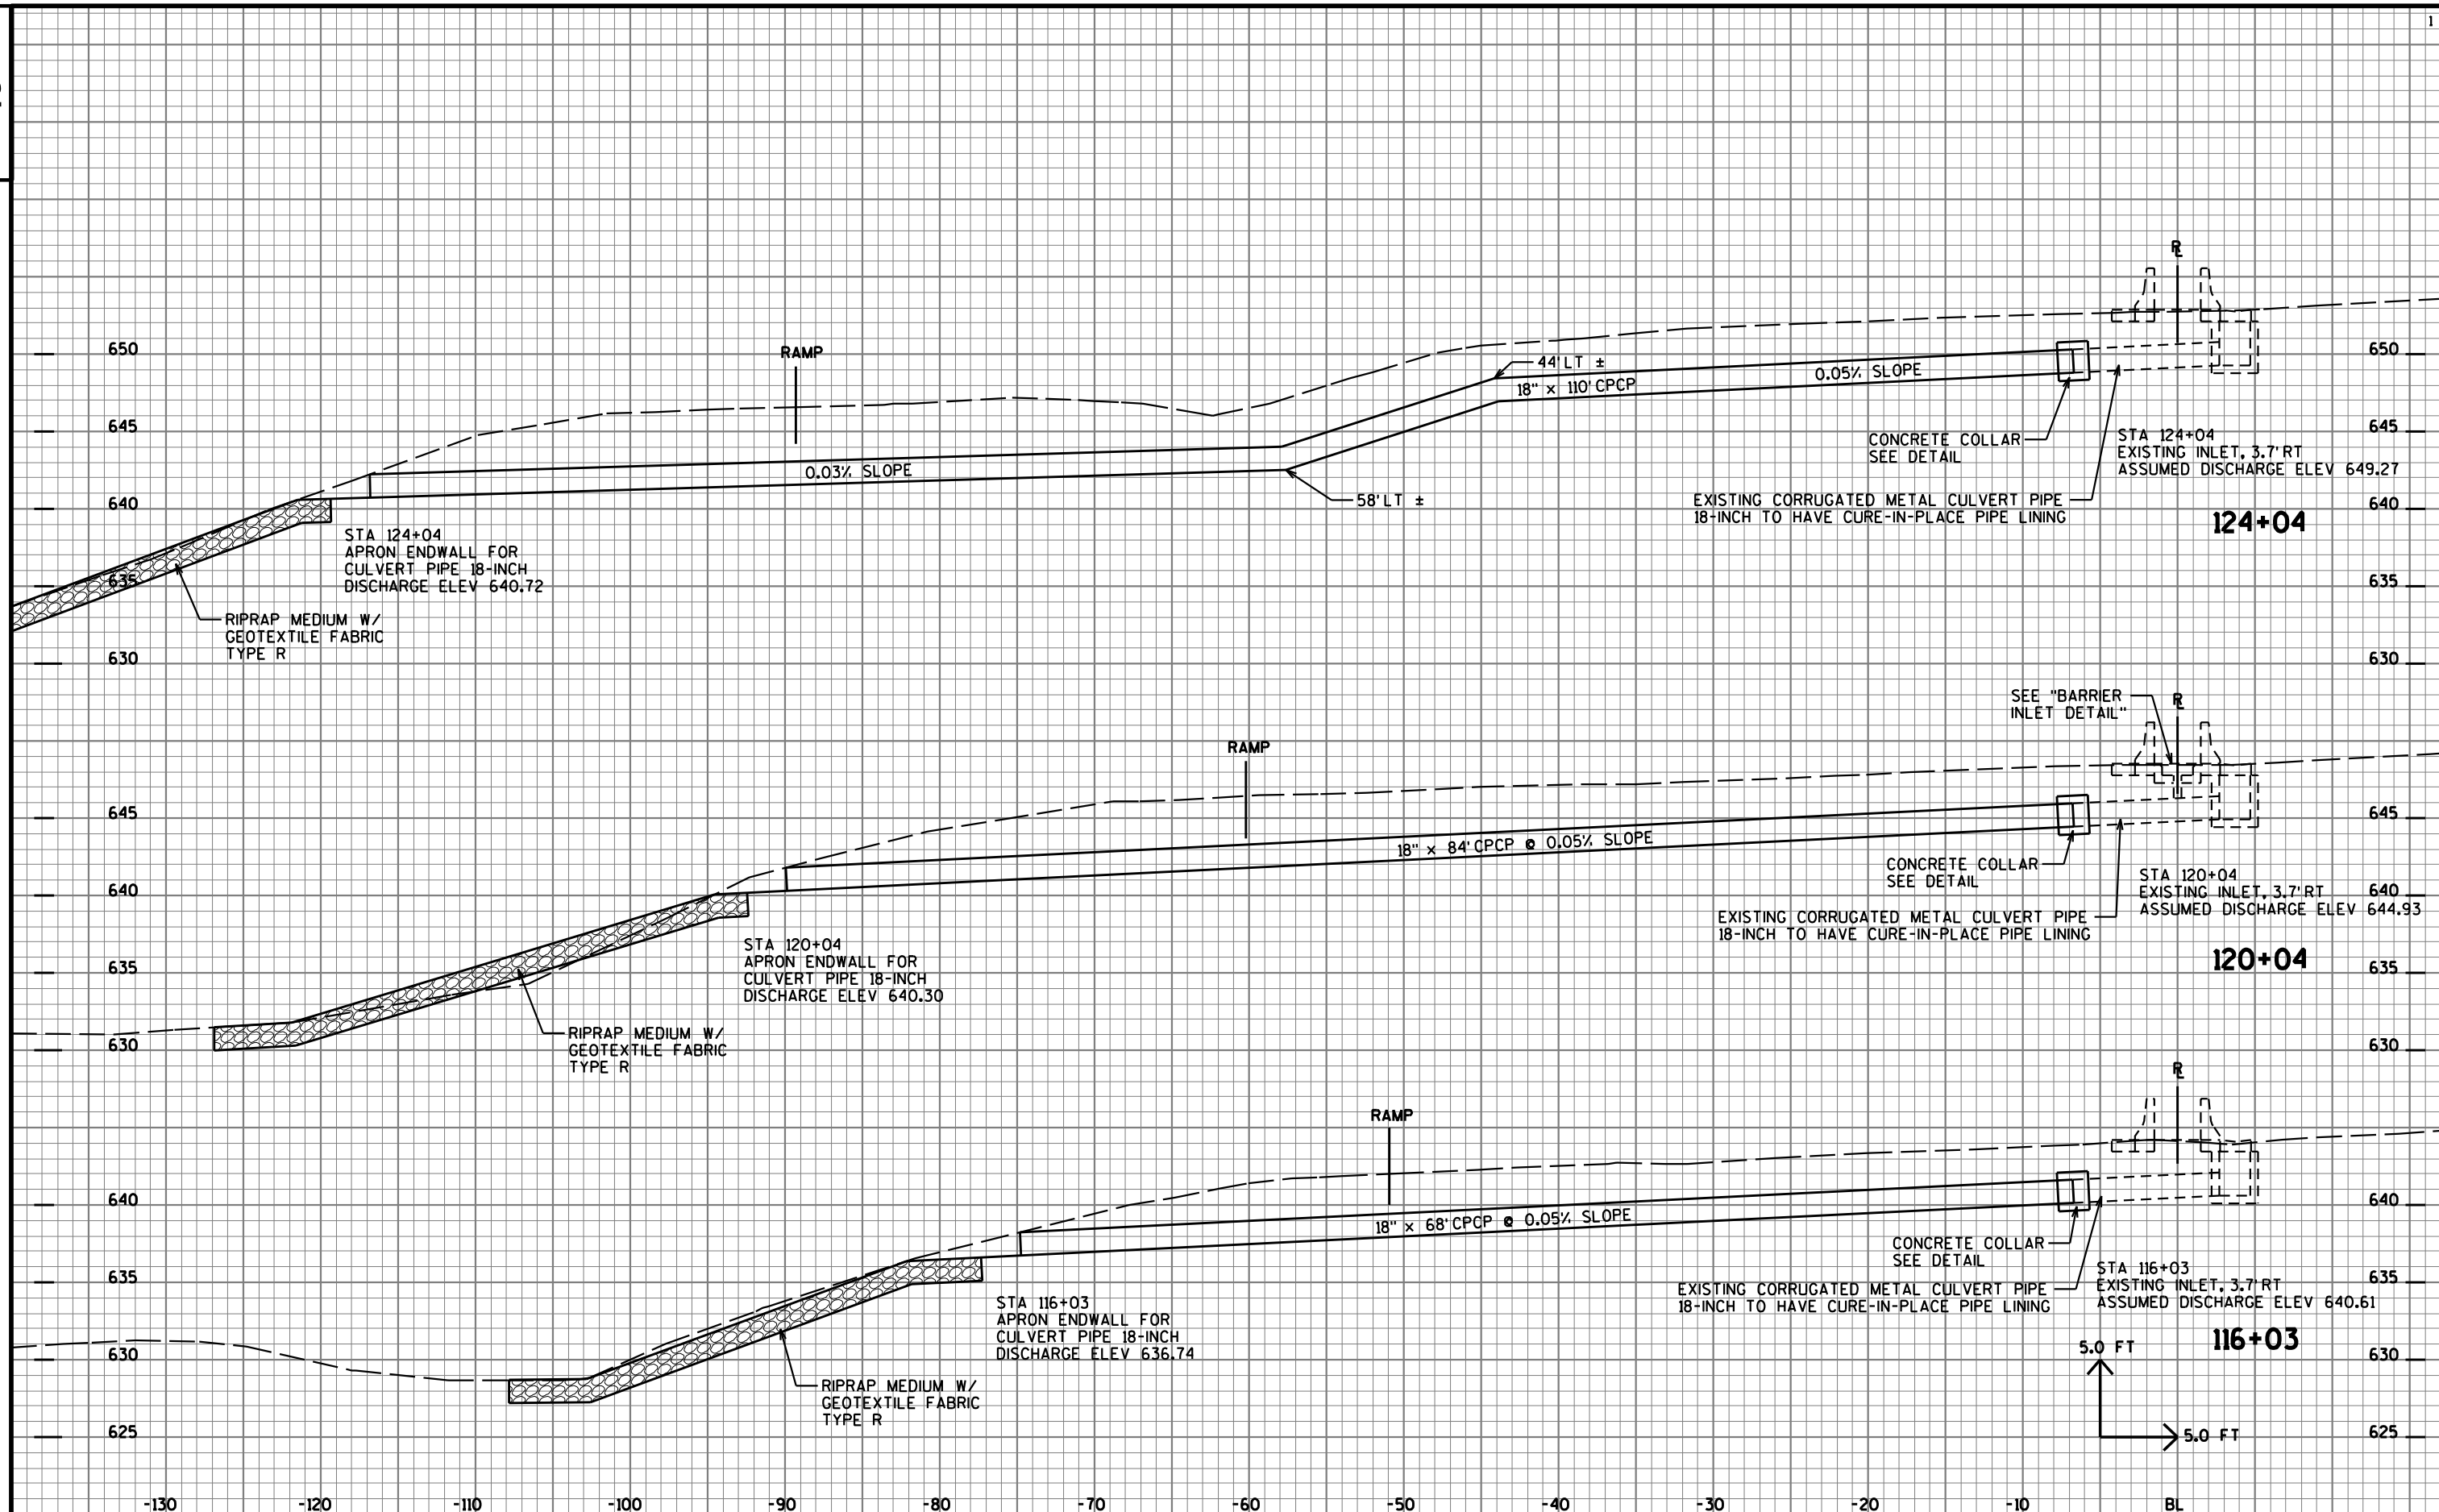 1
R
650
RAMP
44' LT ±
650
18" x 110' CPCP
0.05% SLOPE
645
CONCRETE COLLAR
SEE DETAIL
STA 124+04
EXISTING INLET, 3.7' RT
ASSUMED DISCHARGE ELEV 649.27
645
0.03% SLOPE
640
58' LT ±
EXISTING CORRUGATED METAL CULVERT PIPE
18-INCH TO HAVE CURE-IN-PLACE PIPE LINING
640
124+04
STA 124+04
APRON ENDWALL FOR
CULVERT PIPE 18-INCH
DISCHARGE ELEV 640.72
635
635
RIPRAP MEDIUM W/
GEOTEXTILE FABRIC
TYPE R
630
630
SEE "BARRIER
INLET DETAIL"
R
RAMP
645
645
18" x 84' CPCP @ 0.05% SLOPE
CONCRETE COLLAR
SEE DETAIL
STA 120+04
EXISTING INLET, 3.7' RT
ASSUMED DISCHARGE ELEV 644.93
640
640
EXISTING CORRUGATED METAL CULVERT PIPE
18-INCH TO HAVE CURE-IN-PLACE PIPE LINING
STA 120+04
APRON ENDWALL FOR
CULVERT PIPE 18-INCH
DISCHARGE ELEV 640.30
120+04
635
635
RIPRAP MEDIUM W/
GEOTEXTILE FABRIC
TYPE R
630
630
R
RAMP
640
640
18" x 68' CPCP @ 0.05% SLOPE
CONCRETE COLLAR
SEE DETAIL
STA 116+03
EXISTING INLET, 3.7' RT
ASSUMED DISCHARGE ELEV 640.61
635
635
EXISTING CORRUGATED METAL CULVERT PIPE
18-INCH TO HAVE CURE-IN-PLACE PIPE LINING
STA 116+03
APRON ENDWALL FOR
CULVERT PIPE 18-INCH
DISCHARGE ELEV 636.74
116+03
630
5.0 FT
630
RIPRAP MEDIUM W/
GEOTEXTILE FABRIC
TYPE R
625
5.0 FT
625
-130 -120 -110 -100 -90 -80 -70 -60 -50 -40 -30 -20 -10 BL